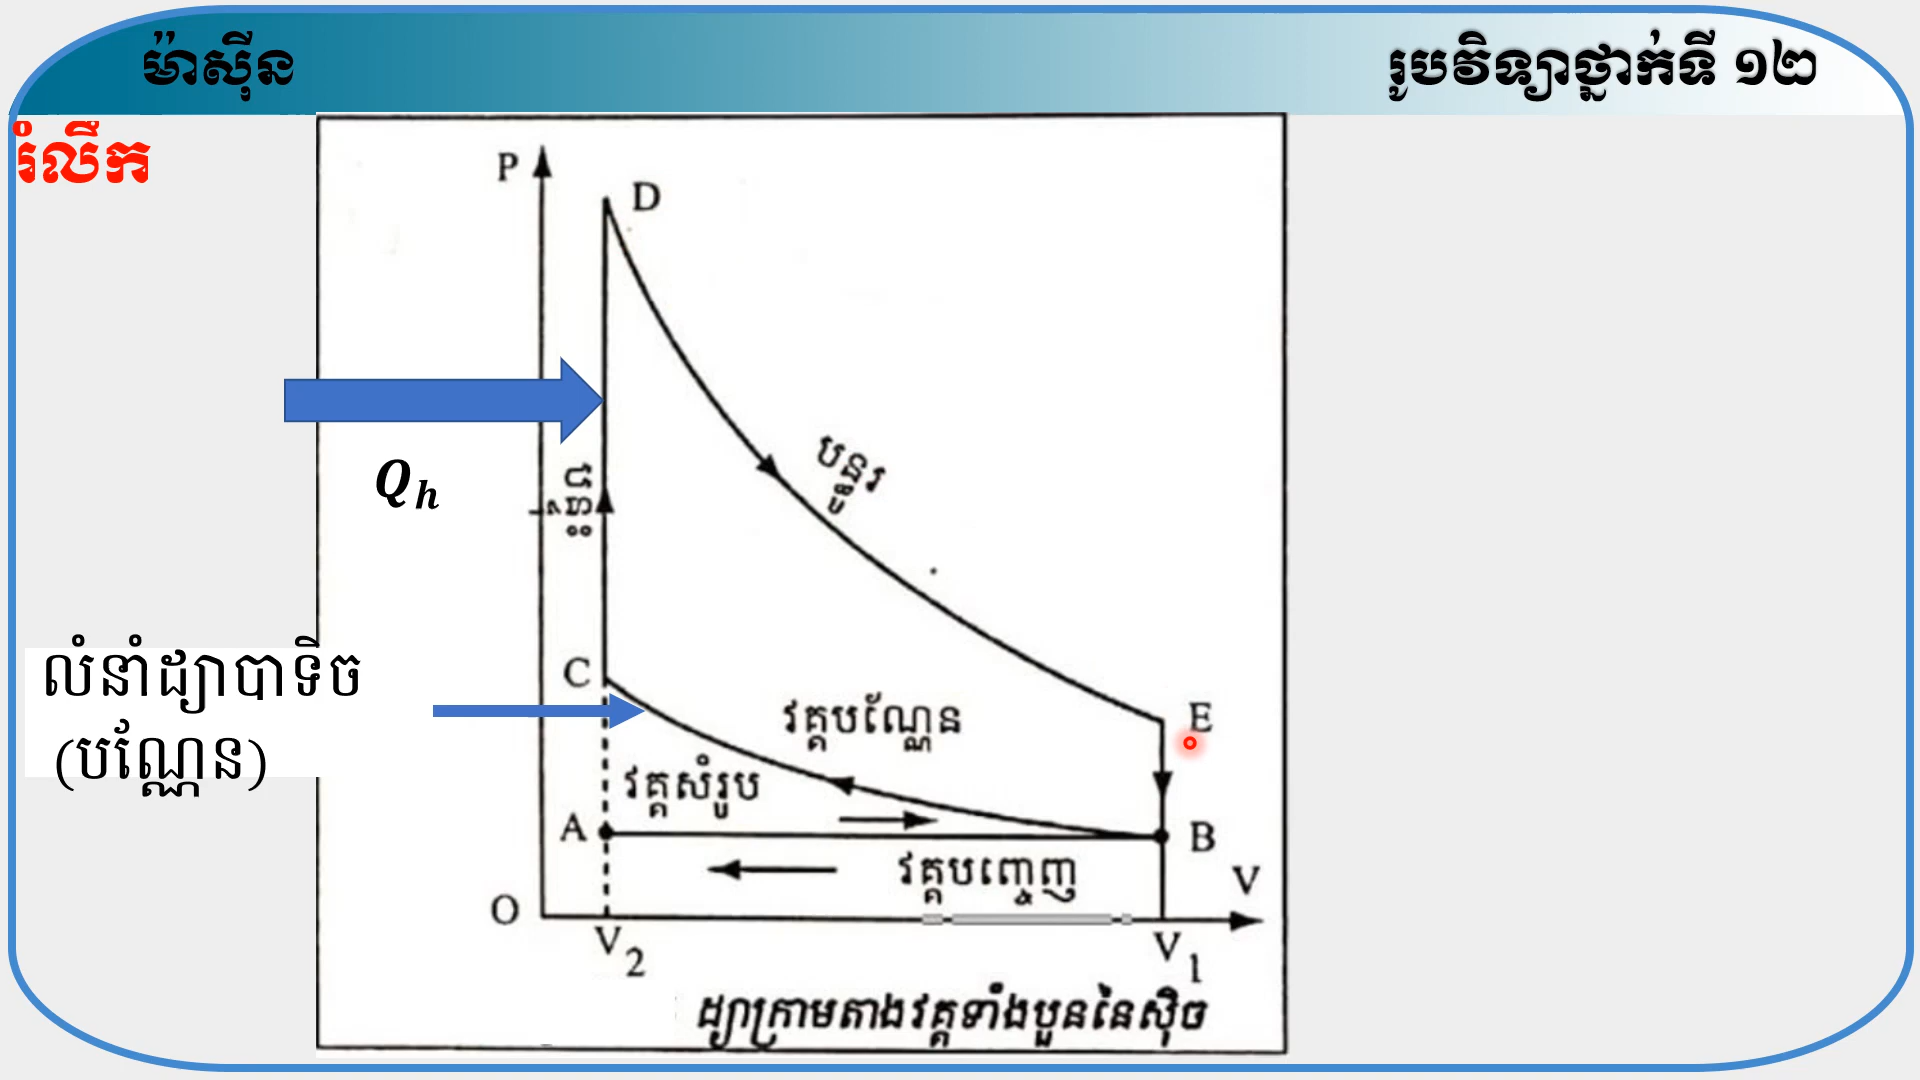 ម៉ាស៊ីន
រូបវិទ្យាថ្នាក់ទី ១២
រំលឹក
P
D
បន្ធូរ
Q_h
ចំនេះ
C
លំនាំដ្យាបាទិច
(បណ្ណែន)
វគ្គបណ្ណែន
E
វគ្គសំរូប
A
B
វគ្គបញ្ចេញ
V
O
V₂
V₁
ដ្យាក្រាមតាងវគ្គទាំងបួននៃស៊ិច